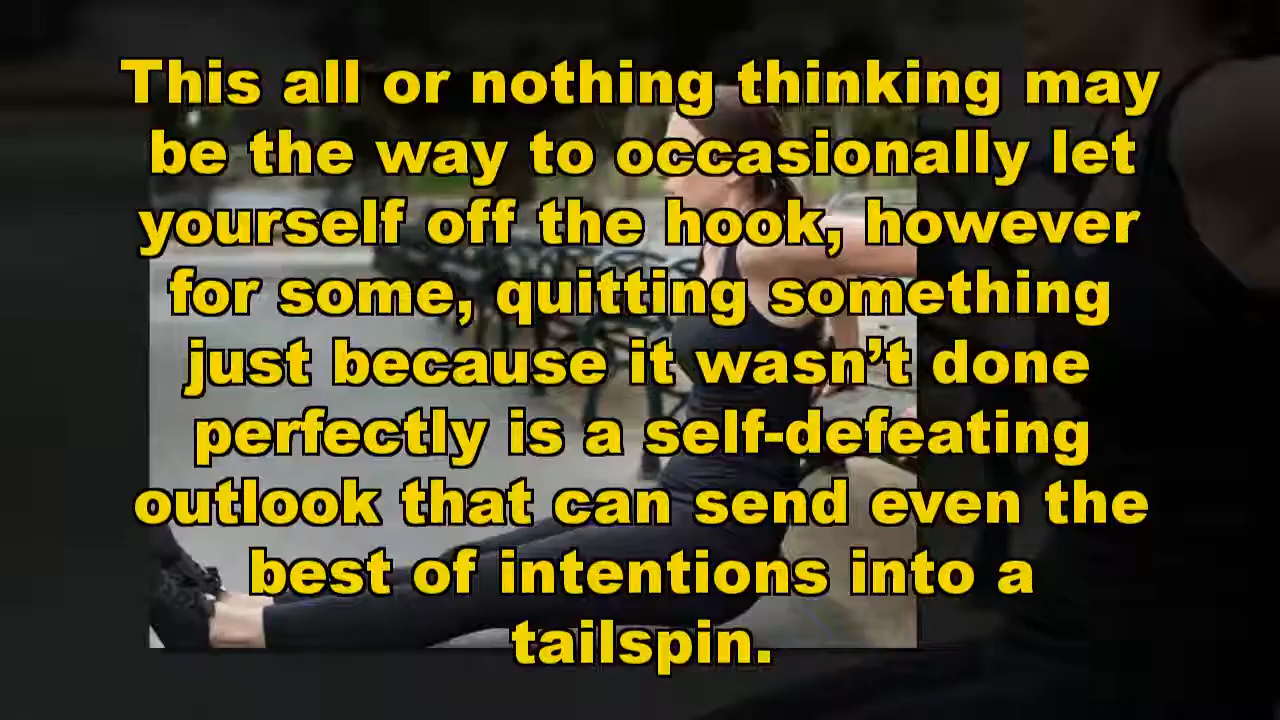 This all or nothing thinking may
be the way to occasionally let
yourself off the hook, however
for some, quitting something
just because it wasn’t done
perfectly is a self-defeating
outlook that can send even the
best of intentions into a
tailspin.